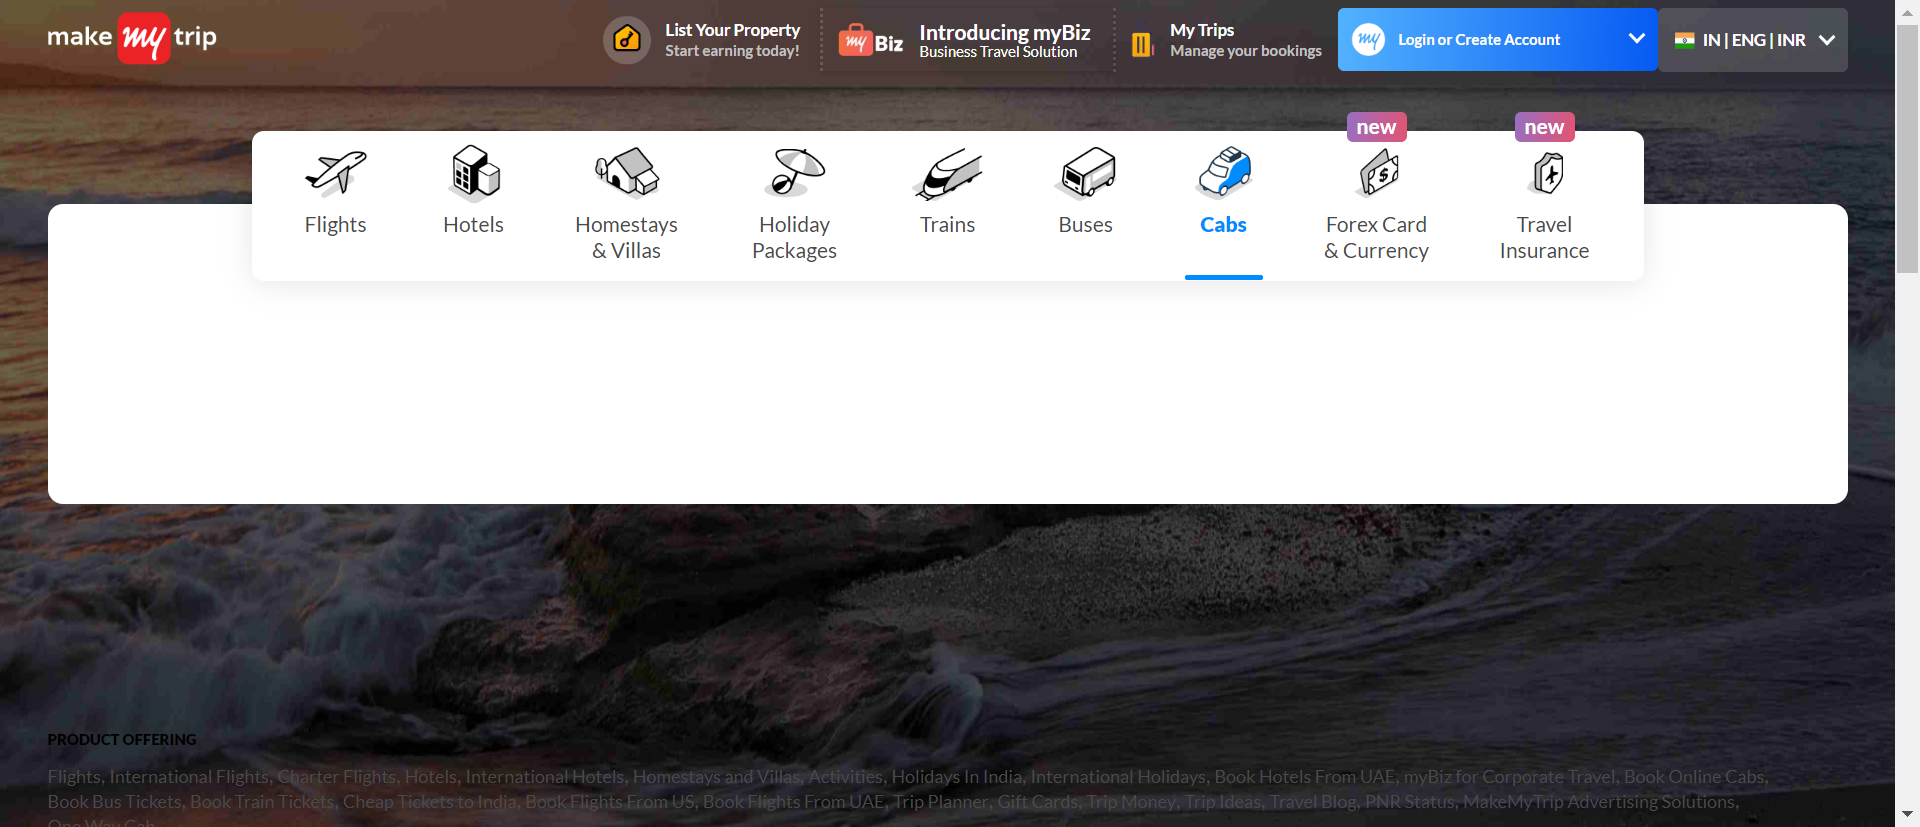 make my trip
List Your Property
Start earning today!
my Biz
Introducing myBiz
Business Travel Solution
My Trips
Manage your bookings
my
Login or Create Account
IN | ENG | INR
new
new
Flights
Hotels
Homestays
& Villas
Holiday
Packages
Trains
Buses
Cabs
Forex Card
& Currency
Travel
Insurance
PRODUCT OFFERING
Flights, International Flights, Charter Flights, Hotels, International Hotels, Homestays and Villas, Activities, Holidays In India, International Holidays, Book Hotels From UAE, myBiz for Corporate Travel, Book Online Cabs,
Book Bus Tickets, Book Train Tickets, Cheap Tickets to India, Book Flights From US, Book Flights From UAE, Trip Planner, Gift Cards, Trip Money, Trip Ideas, Travel Blog, PNR Status, MakeMyTrip Advertising Solutions,
One Way Cab